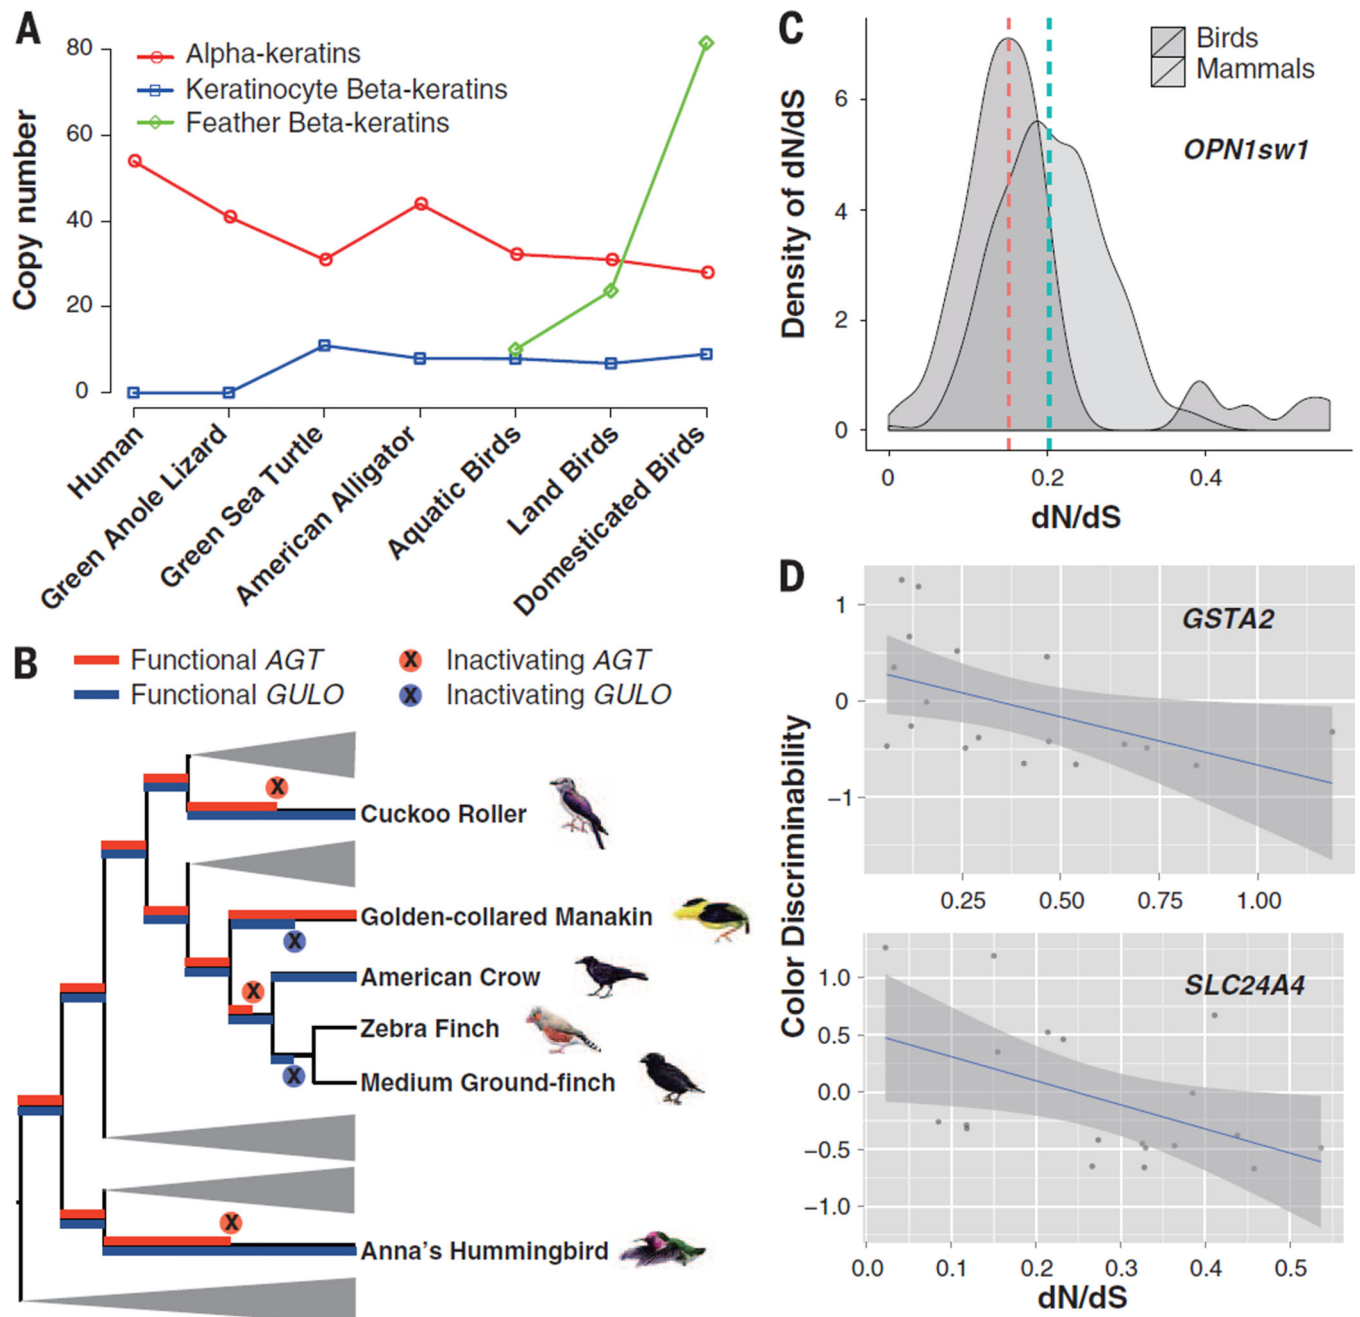 A
80
60
40
20
0
Copy number
Alpha-keratins
Keratinocyte Beta-keratins
Feather Beta-keratins
Human
Green Anole Lizard
Green Sea Turtle
American Alligator
Aquatic Birds
Land Birds
Domesticated Birds
B
Functional AGT
Functional GULO
X Inactivating AGT
X Inactivating GULO
X
Cuckoo Roller
Golden-collared Manakin
X
American Crow
X
Zebra Finch
Medium Ground-finch
X
X
Anna's Hummingbird
C
Birds
Mammals
OPN1sw1
Density of dN/dS
6
4
2
0
0 0.2 0.4
dN/dS
D
GSTA2
1
0
−1
0.25 0.50 0.75 1.00
Color Discriminability
SLC24A4
1.0
0.5
0.0
−0.5
−1.0
0.0 0.1 0.2 0.3 0.4 0.5
dN/dS